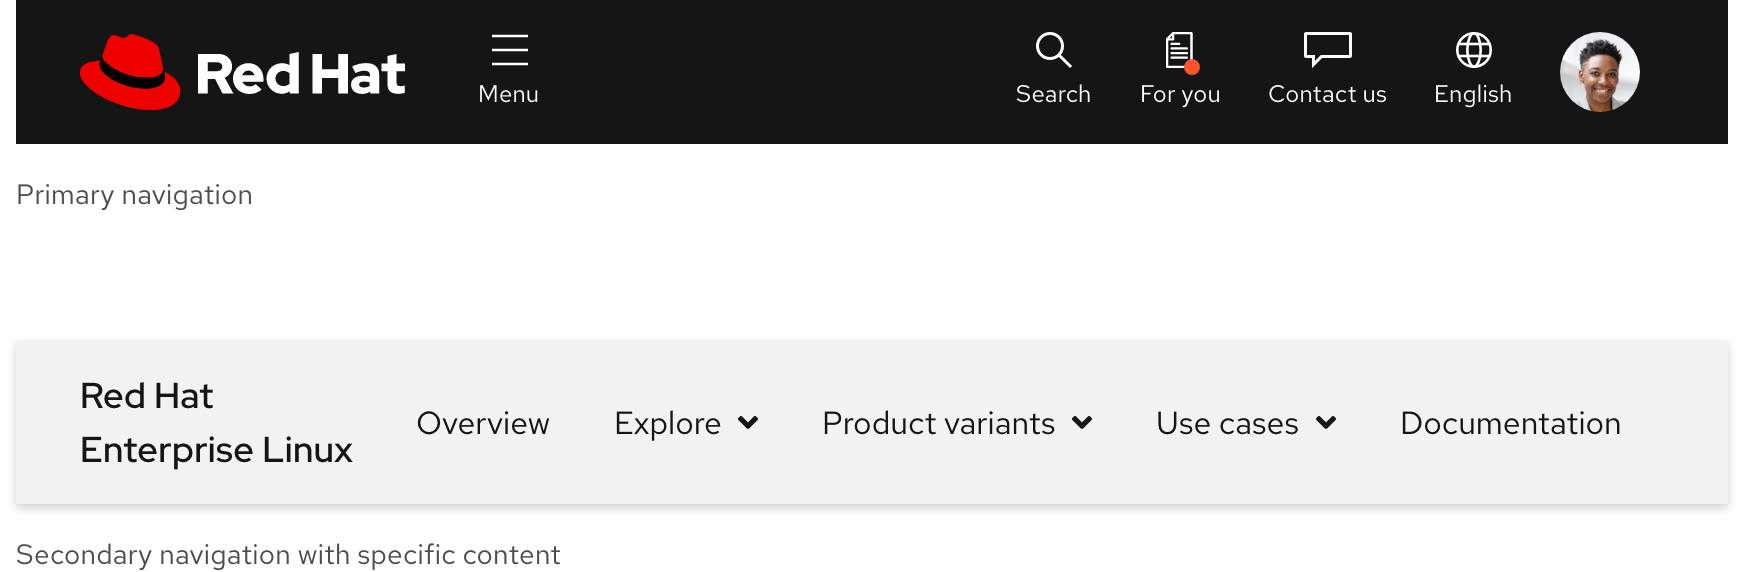 Red Hat
Menu
Search
For you
Contact us
English
Primary navigation
Red Hat
Enterprise Linux
Overview
Explore
Product variants
Use cases
Documentation
Secondary navigation with specific content